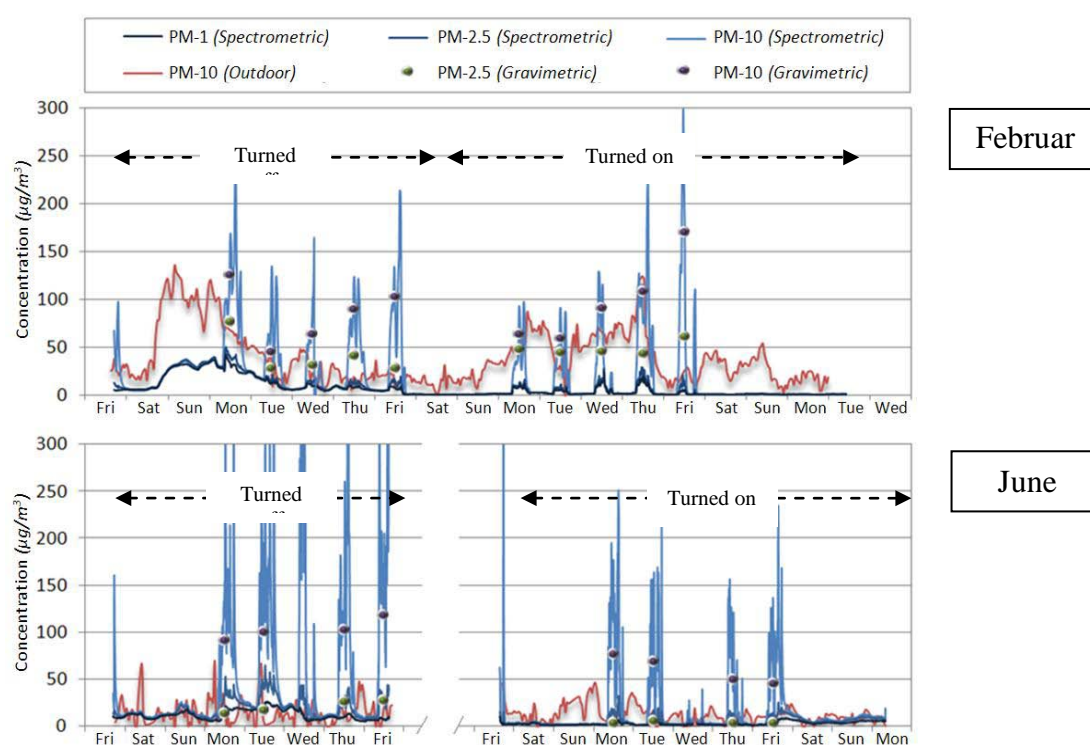 PM-1 (Spectrometric) PM-2.5 (Spectrometric) PM-10 (Spectrometric)
PM-10 (Outdoor) PM-2.5 (Gravimetric) PM-10 (Gravimetric)
300
250
200
150
100
50
0
Concentration (µg/m³)
Turned
Turned on
Februar
Fri Sat Sun Mon Tue Wed Thu Fri Sat Sun Mon Tue Wed Thu Fri Sat Sun Mon Tue Wed
300
250
200
150
100
50
0
Concentration (µg/m³)
Turned
Turned on
June
Fri Sat Sun Mon Tue Wed Thu Fri Fri Sat Sun Mon Tue Wed Thu Fri Sat Sun Mon